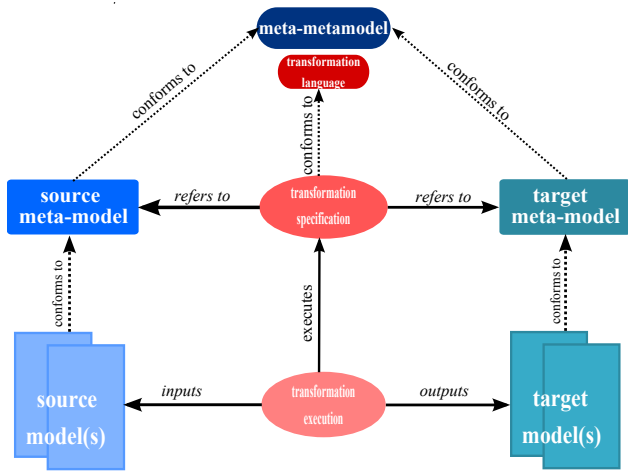 meta-metamodel
transformation
language
conforms to
conforms to
conforms to
source
meta-model
refers to
transformation
specification
refers to
target
meta-model
conforms to
executes
conforms to
source
model(s)
inputs
transformation
execution
outputs
target
model(s)